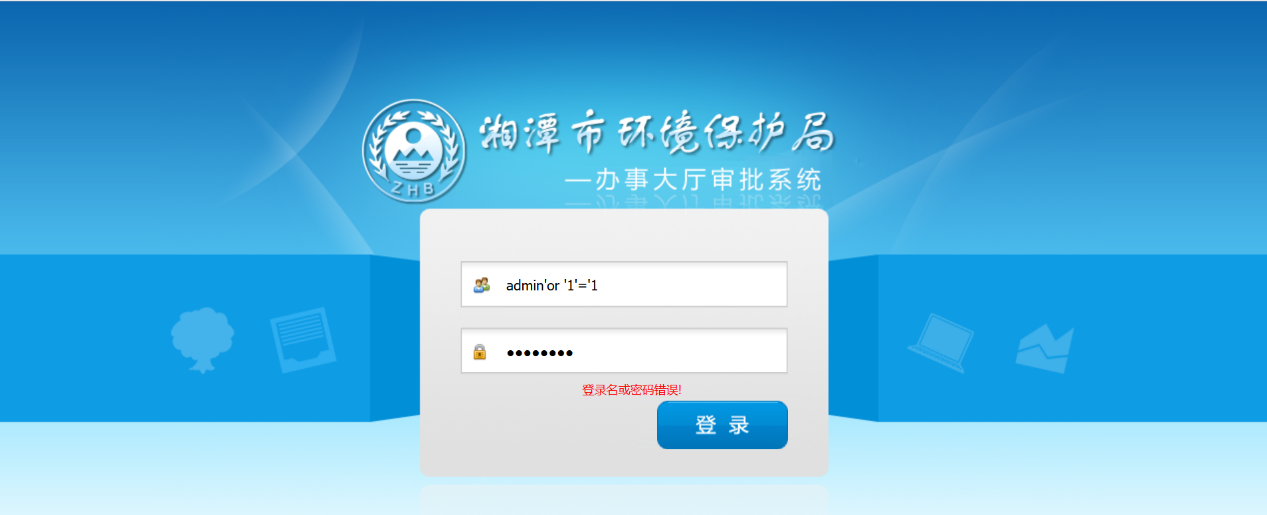 湘潭市环境保护局
ZHB
—办事大厅审批系统
admin'or '1'='1
●●●●●●●●
登录名或密码错误!
登 录